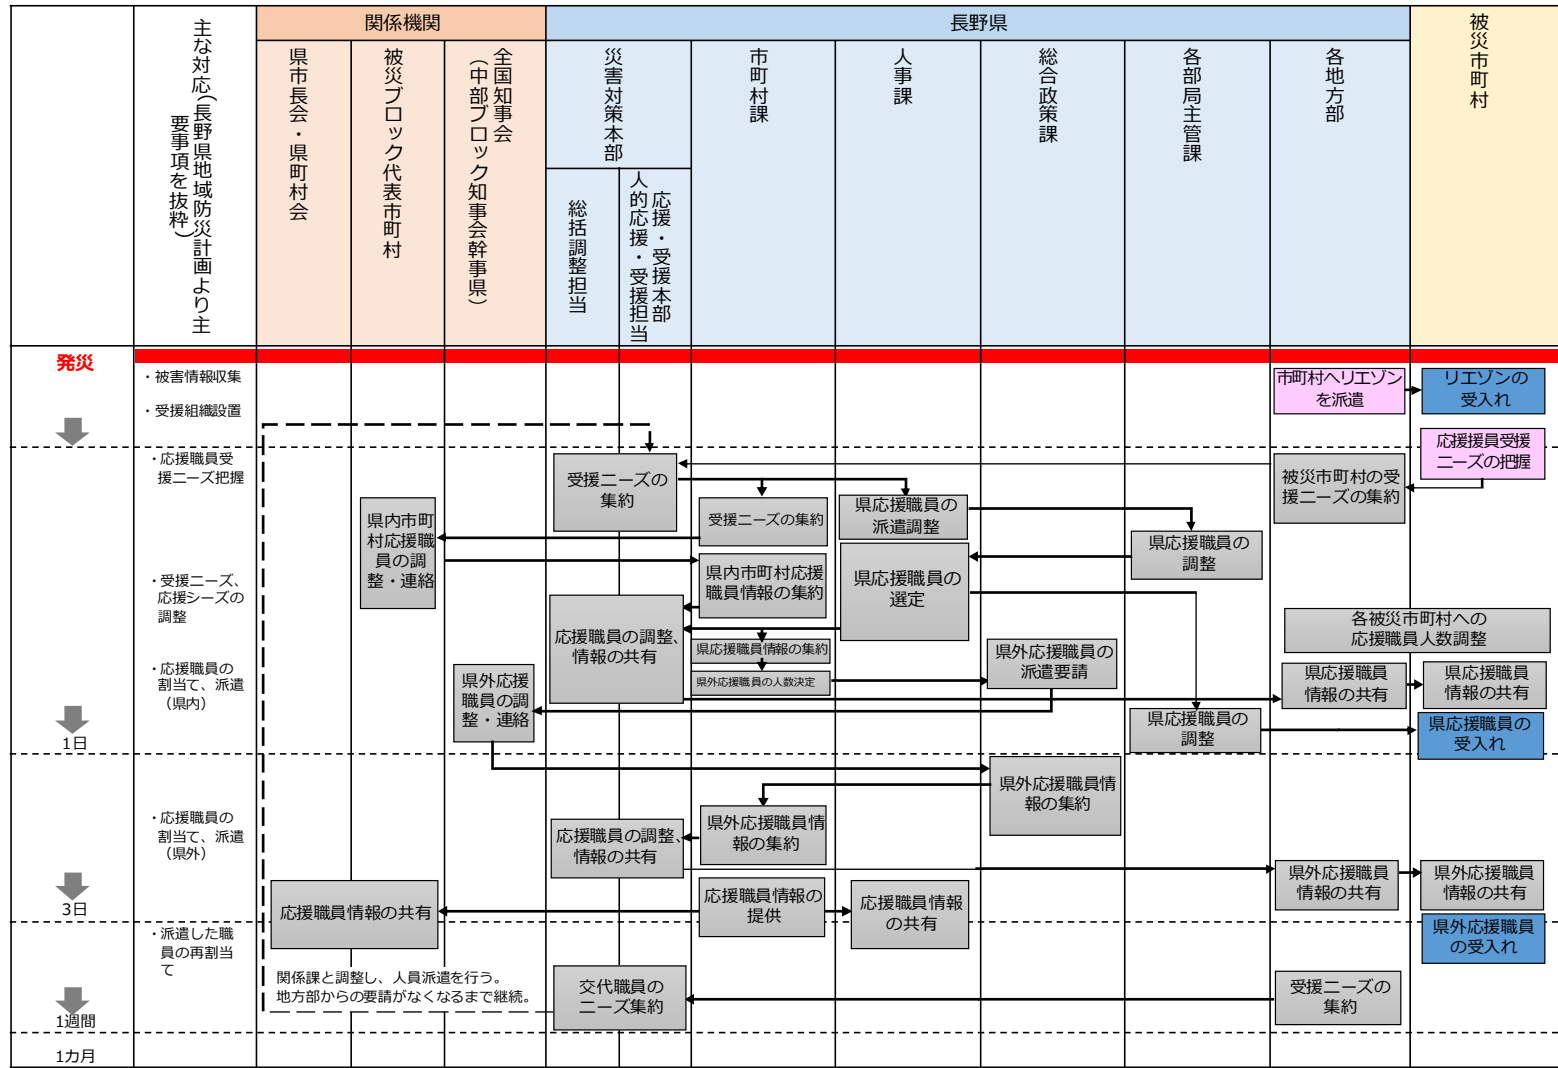 主な対応（長野県地域防災計画より主
要事項を抜粋）
関係機関
長野県
被災市町村
県市長会・県町村会
被災ブロック代表市町村
全国知事会
（中部ブロック知事会幹事県）
災害対策本部
総括調整担当
応援・受援本部
人的応援・受援担当
市町村課
人事課
総合政策課
各部局主管課
各地方部
発災
・被害情報収集
・受援組織設置
市町村へリエゾン
を派遣
リエゾンの
受入れ
・応援職員受
援ニーズ把握
受援ニーズの
集約
受援ニーズの集約
県応援職員の
派遣調整
被災市町村の受
援ニーズの集約
応援援員受援
ニーズの把握
県内市町
村応援職
員の調
整・連絡
県応援職員の
調整
県内市町村応援
職員情報の集約
県応援職員の
選定
・受援ニーズ、
応援シーズの
調整
応援職員の調整、
情報の共有
県応援職員情報の集約
県外応援職員の人数決定
県外応援職員の
派遣要請
各被災市町村への
応援職員人数調整
・応援職員の
割当て、派遣
（県内）
県外応援
職員の調
整・連絡
県応援職員
情報の共有
県応援職員
情報の共有
県応援職員の
調整
県応援職員の
受入れ
1日
県外応援職員情
報の集約
・応援職員の
割当て、派遣
（県外）
応援職員の調整、
情報の共有
県外応援職員情
報の集約
県外応援職員
情報の共有
県外応援職員
情報の共有
3日
応援職員情報の共有
応援職員情報の
提供
応援職員情報
の共有
県外応援職員
の受入れ
・派遣した職
員の再割当
て
関係課と調整し、人員派遣を行う。
地方部からの要請がなくなるまで継続。
交代職員の
ニーズ集約
受援ニーズの
集約
1週間
1カ月